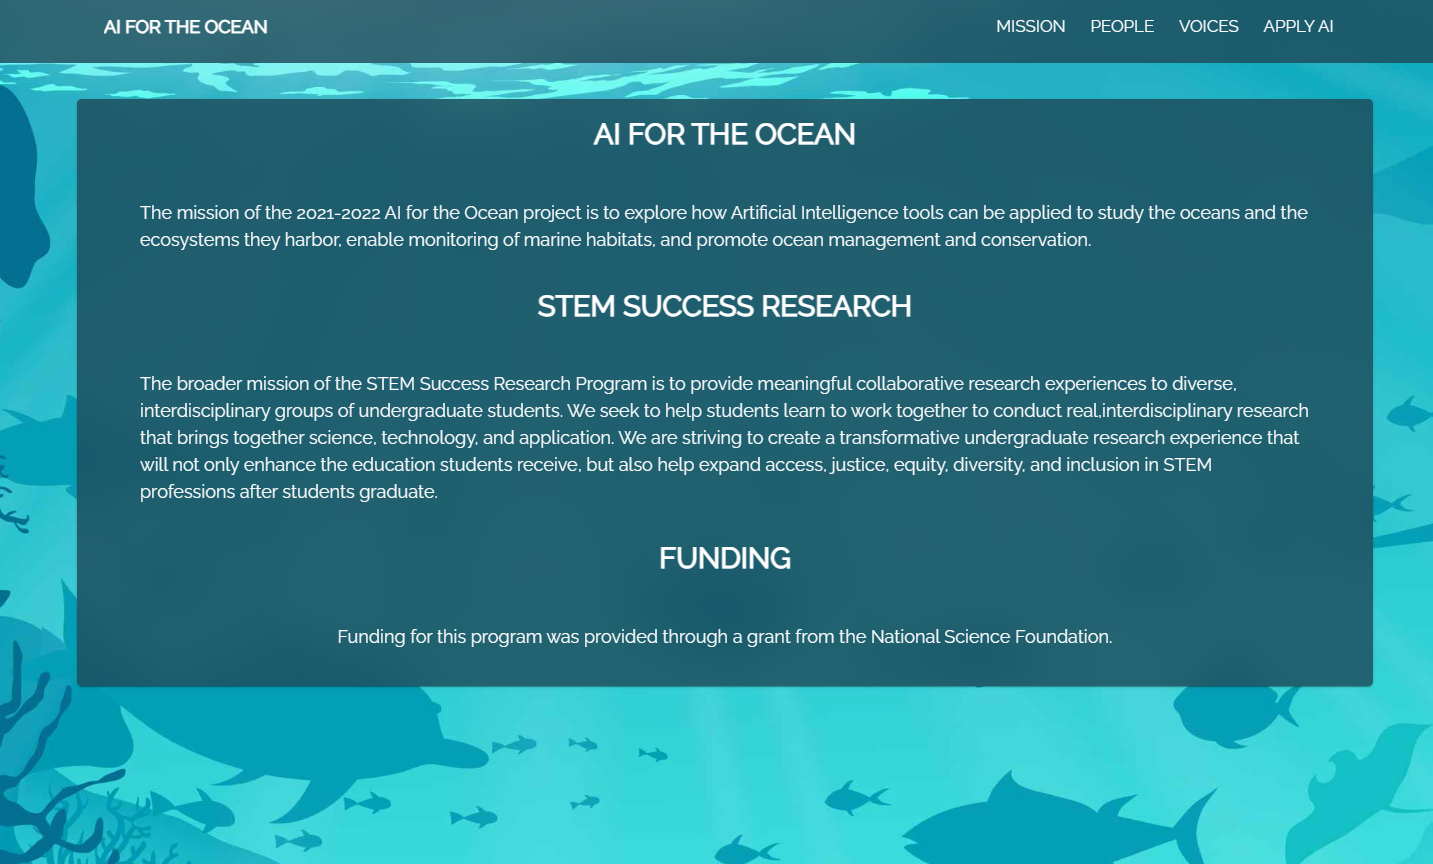 AI FOR THE OCEAN
MISSION PEOPLE VOICES APPLY AI
AI FOR THE OCEAN
The mission of the 2021-2022 AI for the Ocean project is to explore how Artificial Intelligence tools can be applied to study the oceans and the
ecosystems they harbor, enable monitoring of marine habitats, and promote ocean management and conservation.
STEM SUCCESS RESEARCH
The broader mission of the STEM Success Research Program is to provide meaningful collaborative research experiences to diverse,
interdisciplinary groups of undergraduate students. We seek to help students learn to work together to conduct real,interdisciplinary research
that brings together science, technology, and application. We are striving to create a transformative undergraduate research experience that
will not only enhance the education students receive, but also help expand access, justice, equity, diversity, and inclusion in STEM
professions after students graduate.
FUNDING
Funding for this program was provided through a grant from the National Science Foundation.